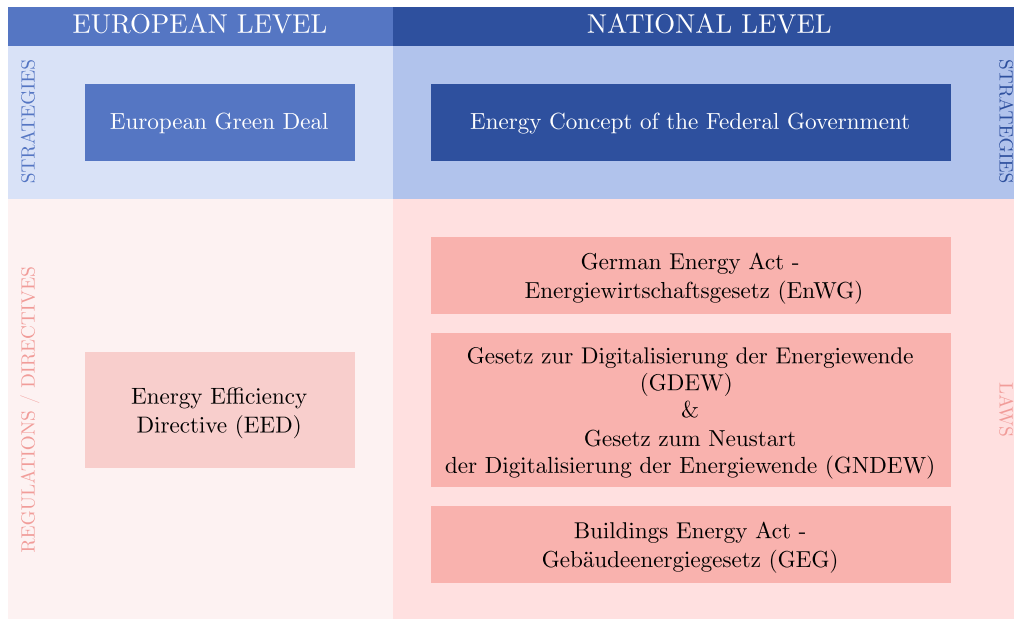 EUROPEAN LEVEL
NATIONAL LEVEL
STRATEGIES
European Green Deal
Energy Concept of the Federal Government
STRATEGIES
REGULATIONS / DIRECTIVES
Energy Efficiency
Directive (EED)
German Energy Act -
Energiewirtschaftsgesetz (EnWG)
Gesetz zur Digitalisierung der Energiewende
(GDEW)
&
Gesetz zum Neustart
der Digitalisierung der Energiewende (GNDEW)
Buildings Energy Act -
Gebäudeenergiegesetz (GEG)
LAWS